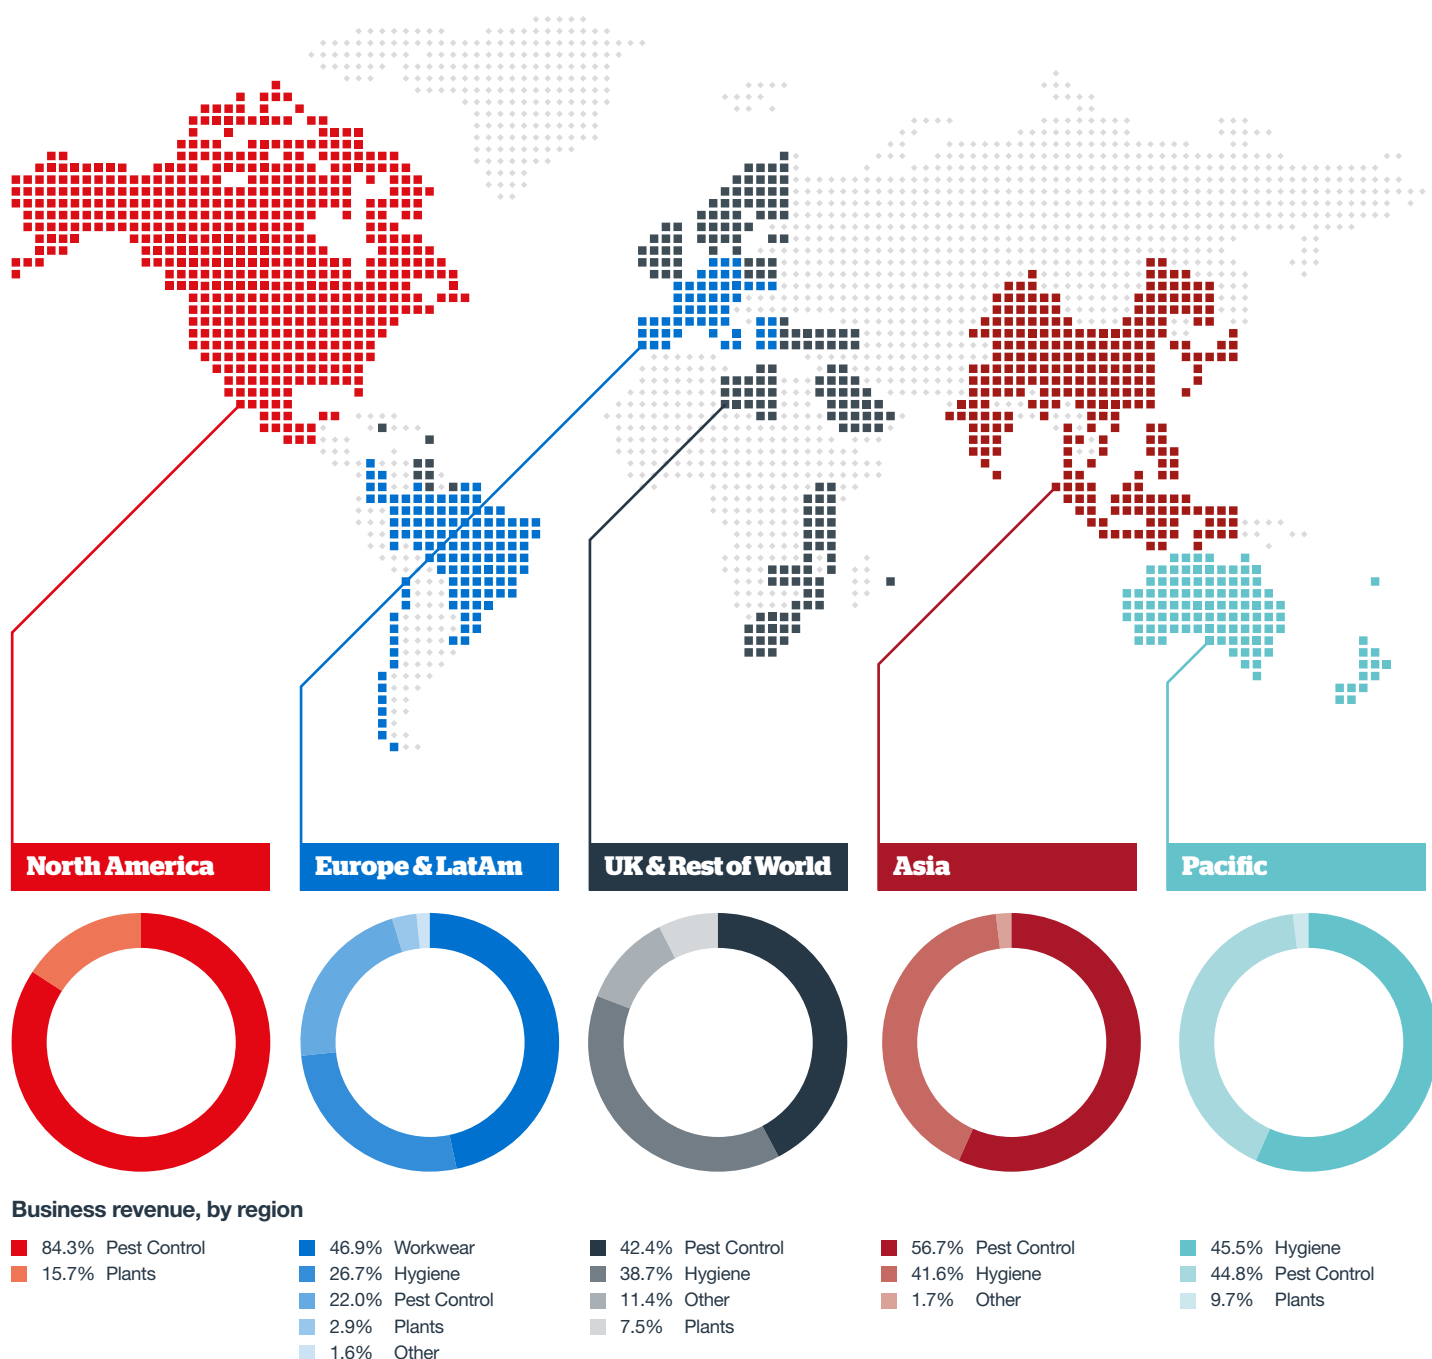 North America
Europe & LatAm
UK & Rest of World
Asia
Pacific
Business revenue, by region
84.3% Pest Control
15.7% Plants
46.9% Workwear
26.7% Hygiene
22.0% Pest Control
2.9% Plants
1.6% Other
42.4% Pest Control
38.7% Hygiene
11.4% Other
7.5% Plants
56.7% Pest Control
41.6% Hygiene
1.7% Other
45.5% Hygiene
44.8% Pest Control
9.7% Plants